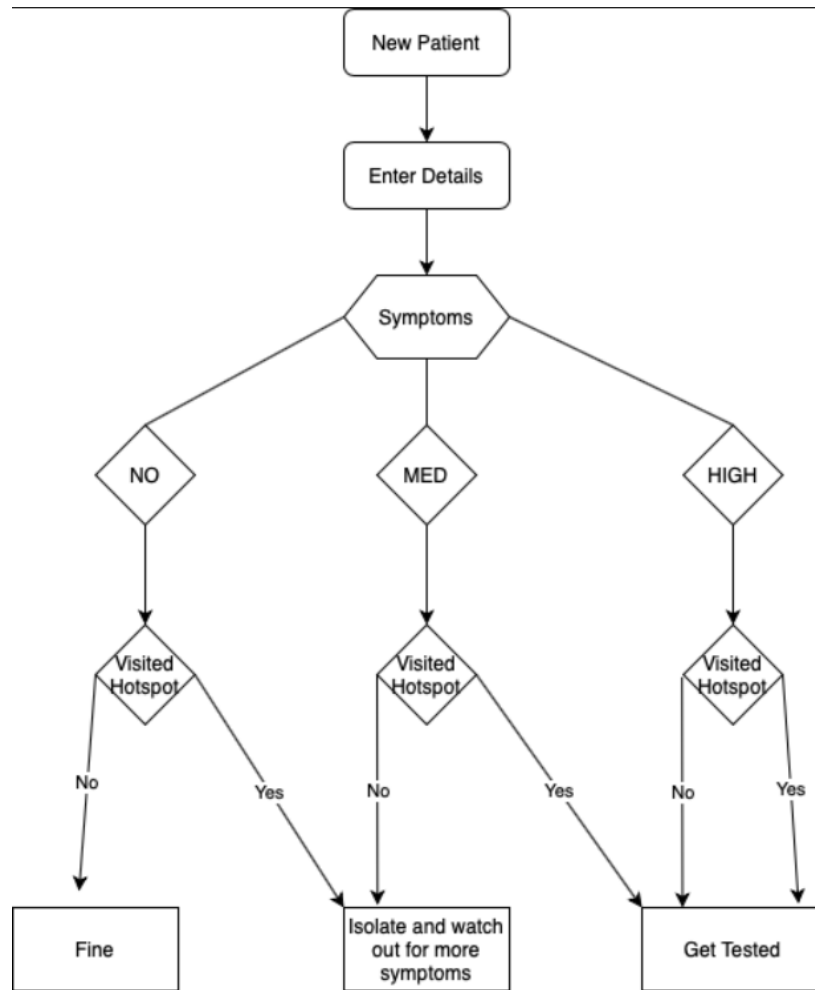 New Patient
Enter Details
Symptoms
NO
MED
HIGH
Visited
Hotspot
Visited
Hotspot
Visited
Hotspot
No
Yes
No
Yes
No
Yes
Fine
Isolate and watch
out for more
symptoms
Get Tested